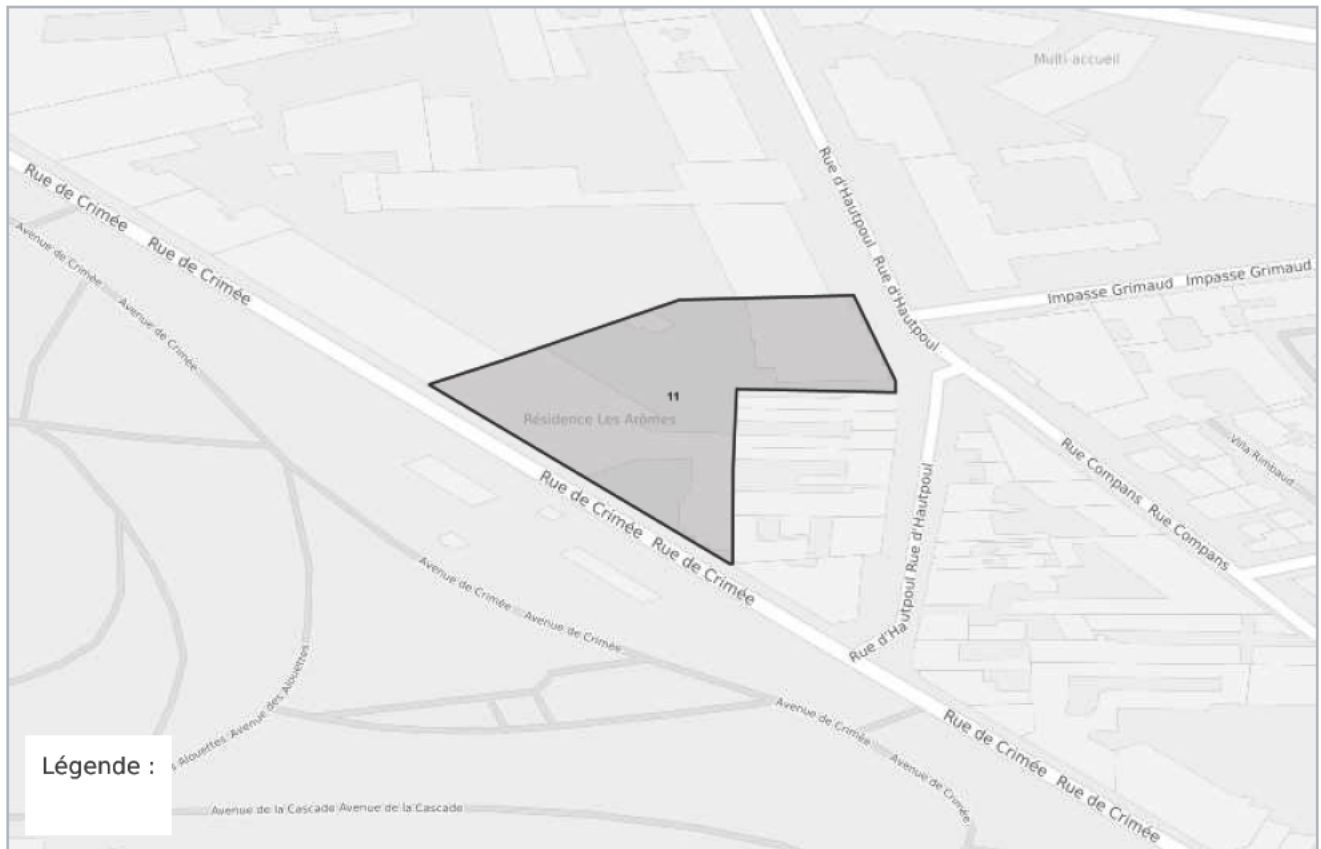 Multi-accueil
Rue de Crimée Rue de Crimée
Rue d'Hautpoul Rue d'Hautpoul
Avenue de Crimée Avenue de Crimée
Impasse Grimaud Impasse Grimaud
11
Résidence Les Arômes
Rue de Crimée Rue de Crimée
Rue Compans Rue Compans
Villa Rimbaud
Rue d'Hautpoul Rue d'Hautpoul
Avenue de Crimée Avenue de Crimée
s Alouettes Avenue des Alouettes
Avenue de Crimée Avenue de Crimée
Rue de Crimée Rue de Crimée
Légende :
Avenue de la Cascade Avenue de la Cascade